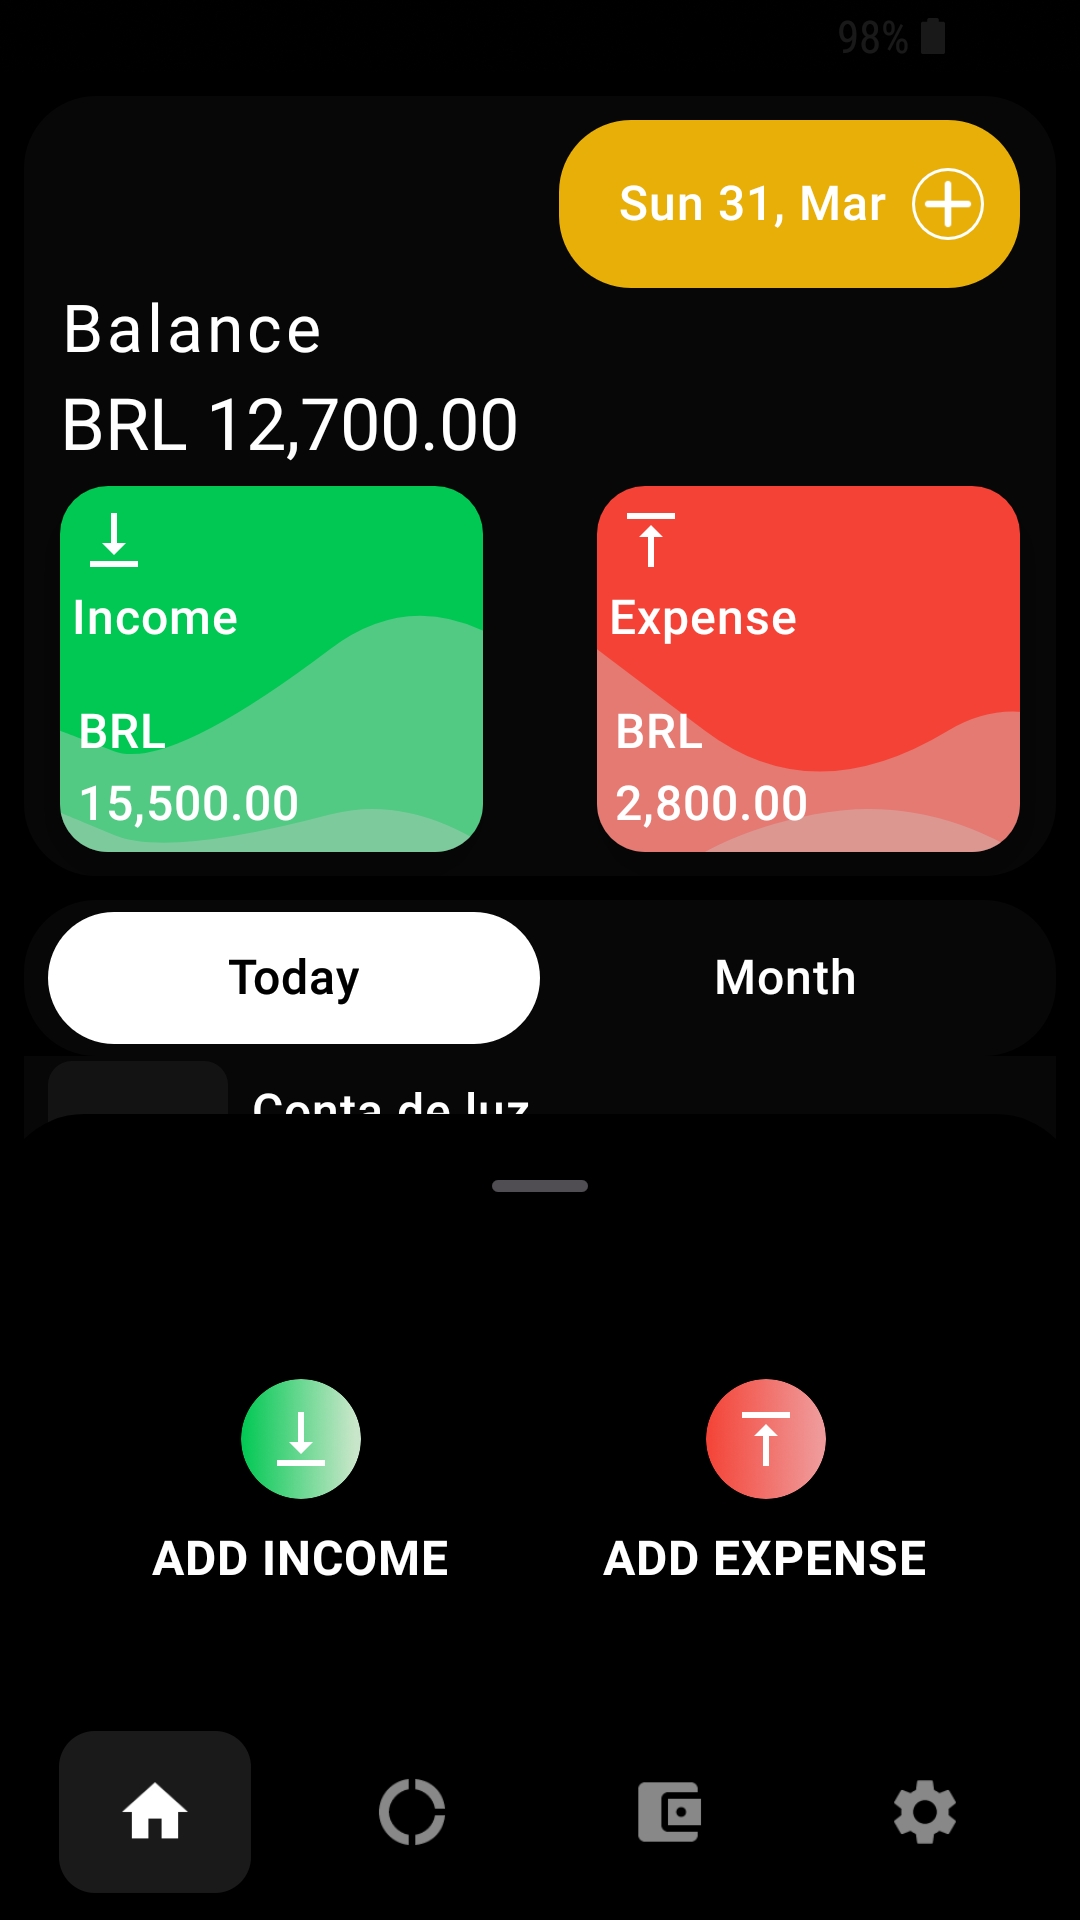 98%
Sun 31, Mar
Balance
BRL 12,700.00
Income
BRL
15,500.00
Expense
BRL
2,800.00
Today
Month
Conta de luz
ADD INCOME
ADD EXPENSE